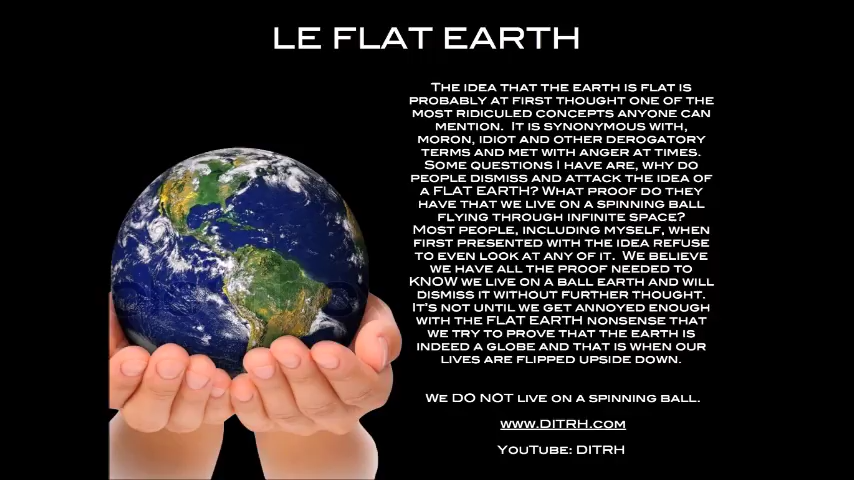 LE FLAT EARTH
THE IDEA THAT THE EARTH IS FLAT IS
PROBABLY AT FIRST THOUGHT ONE OF THE
MOST RIDICULED CONCEPTS ANYONE CAN
MENTION. IT IS SYNONYMOUS WITH,
MORON, IDIOT AND OTHER DEROGATORY
TERMS AND MET WITH ANGER AT TIMES.
SOME QUESTIONS I HAVE ARE, WHY DO
PEOPLE DISMISS AND ATTACK THE IDEA OF
A FLAT EARTH? WHAT PROOF DO THEY
HAVE THAT WE LIVE ON A SPINNING BALL
FLYING THROUGH INFINITE SPACE?
MOST PEOPLE, INCLUDING MYSELF, WHEN
FIRST PRESENTED WITH THE IDEA REFUSE
TO EVEN LOOK AT ANY OF IT. WE BELIEVE
WE HAVE ALL THE PROOF NEEDED TO
KNOW WE LIVE ON A BALL EARTH AND WILL
DISMISS IT WITHOUT FURTHER THOUGHT.
IT'S NOT UNTIL WE GET ANNOYED ENOUGH
WITH THE FLAT EARTH NONSENSE THAT
WE TRY TO PROVE THAT THE EARTH IS
INDEED A GLOBE AND THAT IS WHEN OUR
LIVES ARE FLIPPED UPSIDE DOWN.
WE DO NOT LIVE ON A SPINNING BALL.
WWW.DITRH.COM
YOUTUBE: DITRH